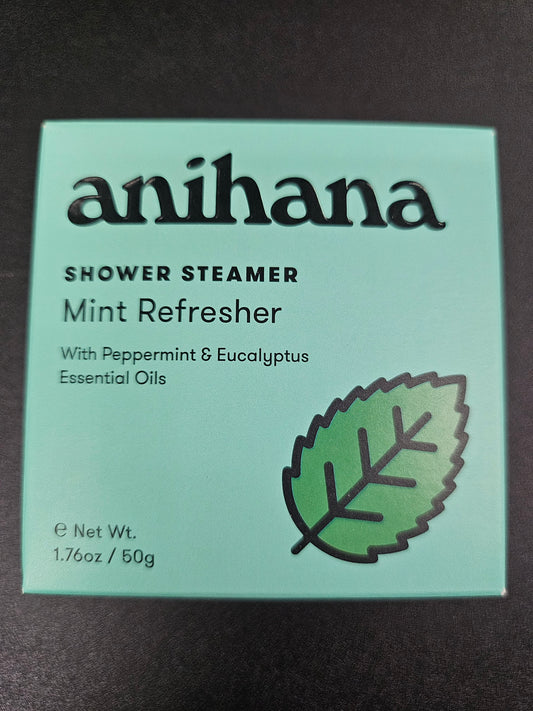 anihana
SHOWER STEAMER
Mint Refresher
With Peppermint & Eucalyptus
Essential Oils
℮ Net Wt.
1.76oz / 50g